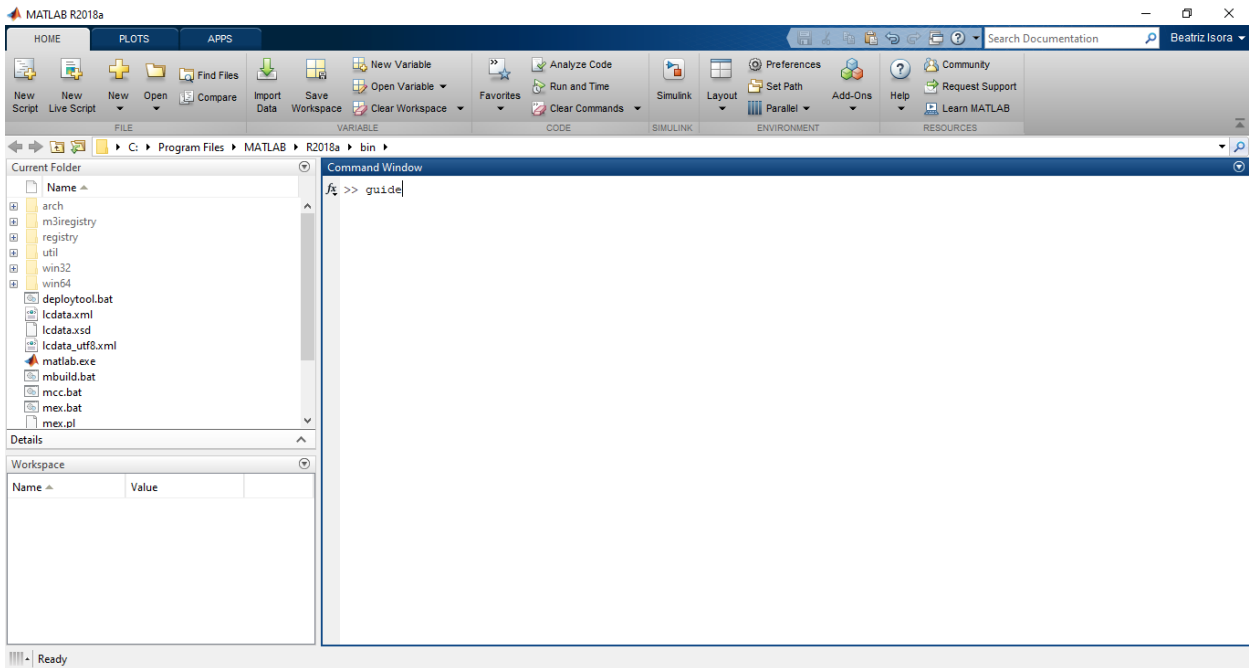 MATLAB R2018a
HOME PLOTS APPS Search Documentation Beatriz Isora
New Script New Live Script New Open Find Files Compare Import Data Save Workspace New Variable Open Variable Clear Workspace Favorites Analyze Code Run and Time Clear Commands Simulink Layout Preferences Set Path Parallel Add-Ons Help Community Request Support Learn MATLAB
FILE VARIABLE CODE SIMULINK ENVIRONMENT RESOURCES
C: Program Files MATLAB R2018a bin
Current Folder
Name
arch
m3iregistry
registry
util
win32
win64
deploytool.bat
lcdata.xml
lcdata.xsd
lcdata_utf8.xml
matlab.exe
mbuild.bat
mcc.bat
mex.bat
mex.pl
Details
Workspace
Name Value
Command Window
fx >> guide
Ready